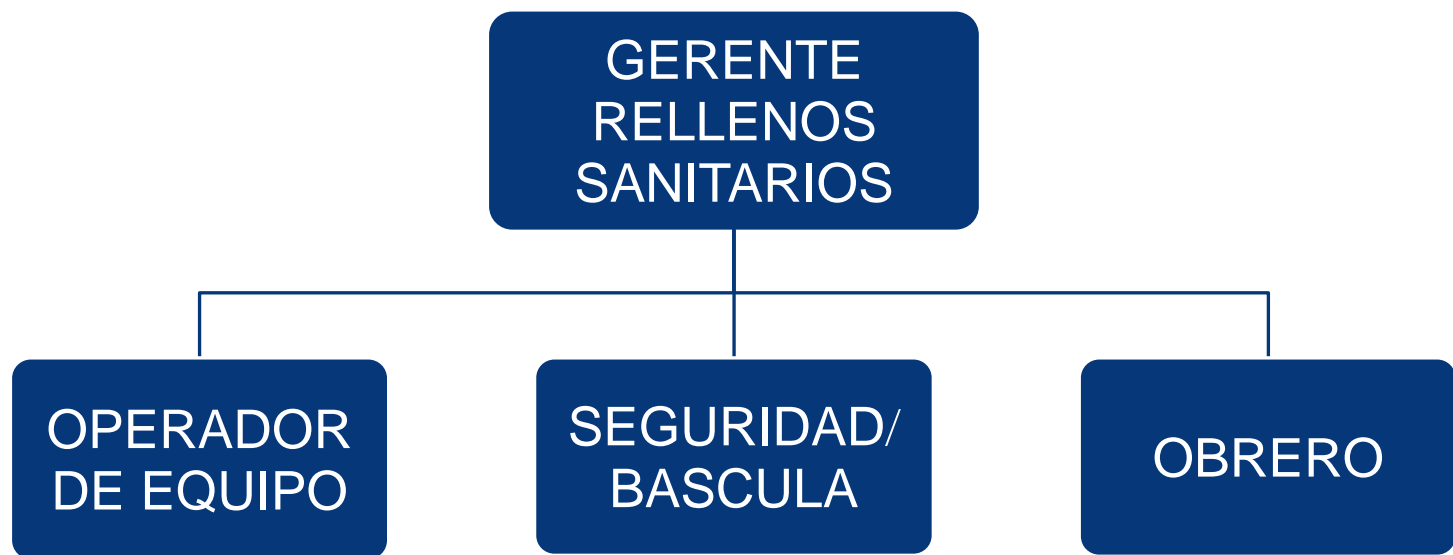 GERENTE
RELLENOS
SANITARIOS
OPERADOR
DE EQUIPO
SEGURIDAD/
BASCULA
OBRERO